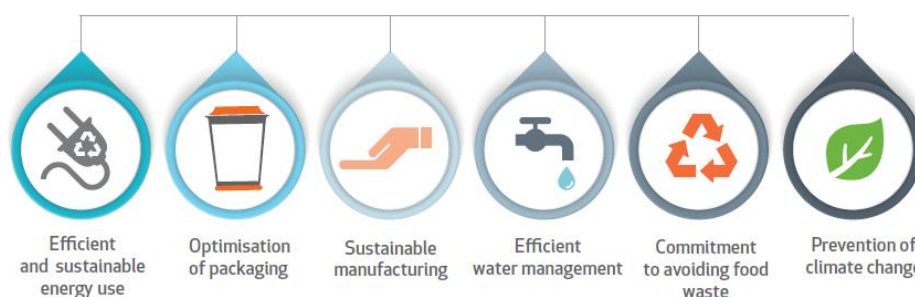 Efficient
and sustainable
energy use
Optimisation
of packaging
Sustainable
manufacturing
Efficient
water management
Commitment
to avoiding food
waste
Prevention of
climate change